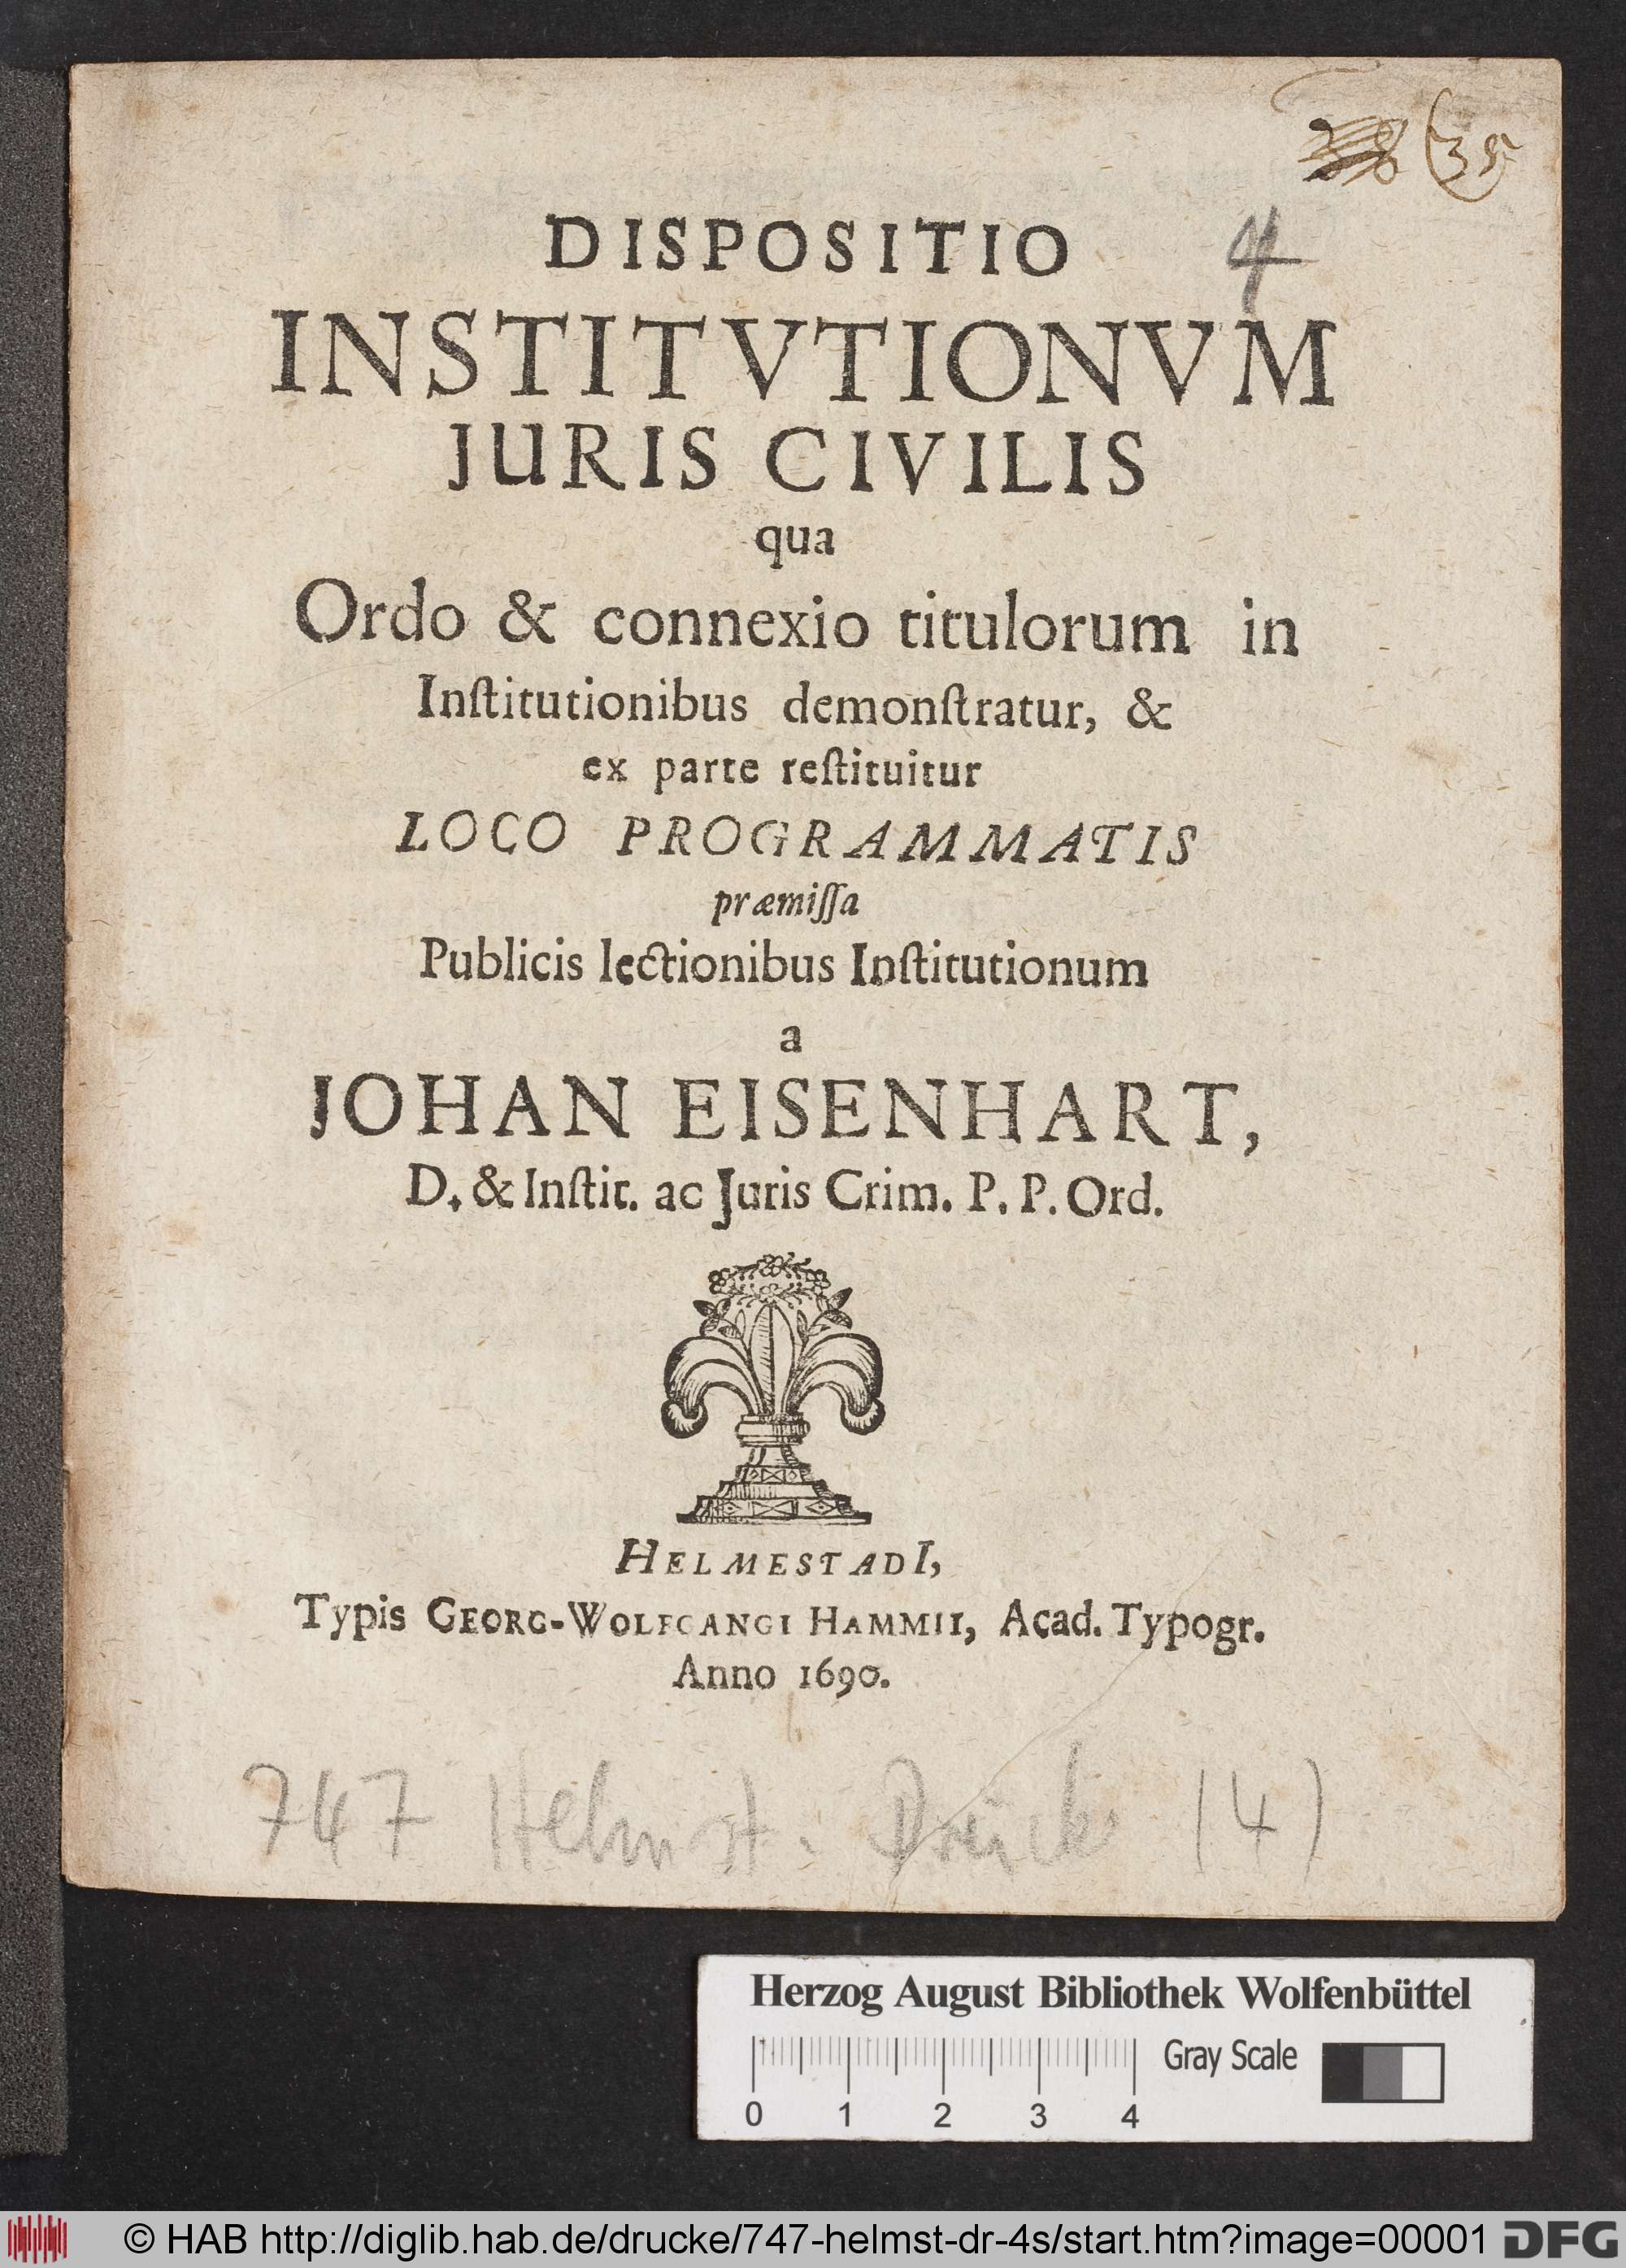 (35
4
DISPOSITIO
INSTITVTIONVM
JURIS CIVILIS
qua
Ordo & connexio titulorum in
Inſtitutionibus demonſtratur, &
ex parte reſtituitur
LOCO PROGRAMMATIS
præmiſſa
Publicis lectionibus Inſtitutionum
a
JOHAN EISENHART,
D. & Inſtit. ac Juris Crim. P. P. Ord.
HELMESTADI,
Typis GEORG-WOLFGANGI HAMMII, Acad. Typogr.
Anno 1690.
747 Helmst. Drucke (4)
Herzog August Bibliothek Wolfenbüttel
Gray Scale
0 1 2 3 4
© HAB http://diglib.hab.de/drucke/747-helmst-dr-4s/start.htm?image=00001 DFG